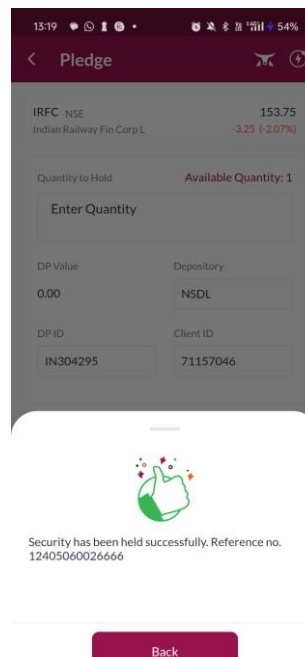 13:19 54%
Pledge
IRFC NSE 153.75
Indian Railway Fin Corp L -3.25 (-2.07%)
Quantity to Hold Available Quantity: 1
Enter Quantity
DP Value Depository
0.00 NSDL
DP ID Client ID
IN304295 71157046
Security has been held successfully. Reference no.
12405060026666
Back